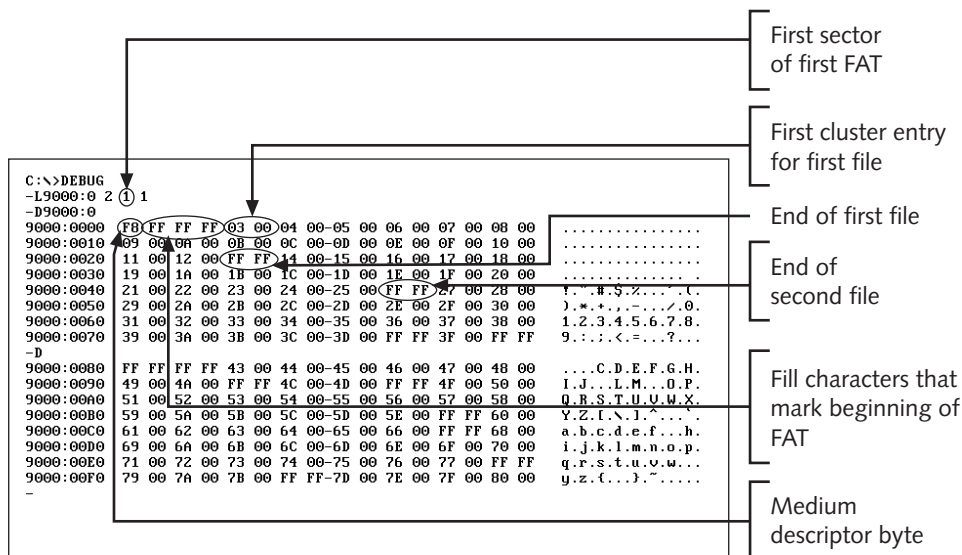 First sector
of first FAT
First cluster entry
for first file
End of first file
End of
second file
Fill characters that
mark beginning of
FAT
Medium
descriptor byte
C:\>DEBUG
-L9000:0 2 1 1
-D9000:0
9000:0000 F8 FF FF FF 03 00 04 00-05 00 06 00 07 00 08 00 ................
9000:0010 09 00 0A 00 0B 00 0C 00-0D 00 0E 00 0F 00 10 00 ................
9000:0020 11 00 12 00 FF FF 14 00-15 00 16 00 17 00 18 00 ................
9000:0030 19 00 1A 00 1B 00 1C 00-1D 00 1E 00 1F 00 20 00 ..............
9000:0040 21 00 22 00 23 00 24 00-25 00 FF FF 27 00 28 00 !.".#.$.%...'.(.
9000:0050 29 00 2A 00 2B 00 2C 00-2D 00 2E 00 2F 00 30 00 ).*.+.,.-.../.0.
9000:0060 31 00 32 00 33 00 34 00-35 00 36 00 37 00 38 00 1.2.3.4.5.6.7.8.
9000:0070 39 00 3A 00 3B 00 3C 00-3D 00 FF FF 3F 00 FF FF 9.:.;.<.=...?...
-D
9000:0080 FF FF FF FF 43 00 44 00-45 00 46 00 47 00 48 00 ....C.D.E.F.G.H.
9000:0090 49 00 4A 00 FF FF 4C 00-4D 00 FF FF 4F 00 50 00 I.J...L.M...O.P.
9000:00A0 51 00 52 00 53 00 54 00-55 00 56 00 57 00 58 00 Q.R.S.T.U.V.W.X.
9000:00B0 59 00 5A 00 5B 00 5C 00-5D 00 5E 00 FF FF 60 00 Y.Z.[.\.].^...`.
9000:00C0 61 00 62 00 63 00 64 00-65 00 66 00 FF FF 68 00 a.b.c.d.e.f...h.
9000:00D0 69 00 6A 00 6B 00 6C 00-6D 00 6E 00 6F 00 70 00 i.j.k.l.m.n.o.p.
9000:00E0 71 00 72 00 73 00 74 00-75 00 76 00 77 00 FF FF q.r.s.t.u.v.w...
9000:00F0 79 00 7A 00 7B 00 FF FF-7D 00 7E 00 7F 00 80 00 y.z.{...}.~.....
-